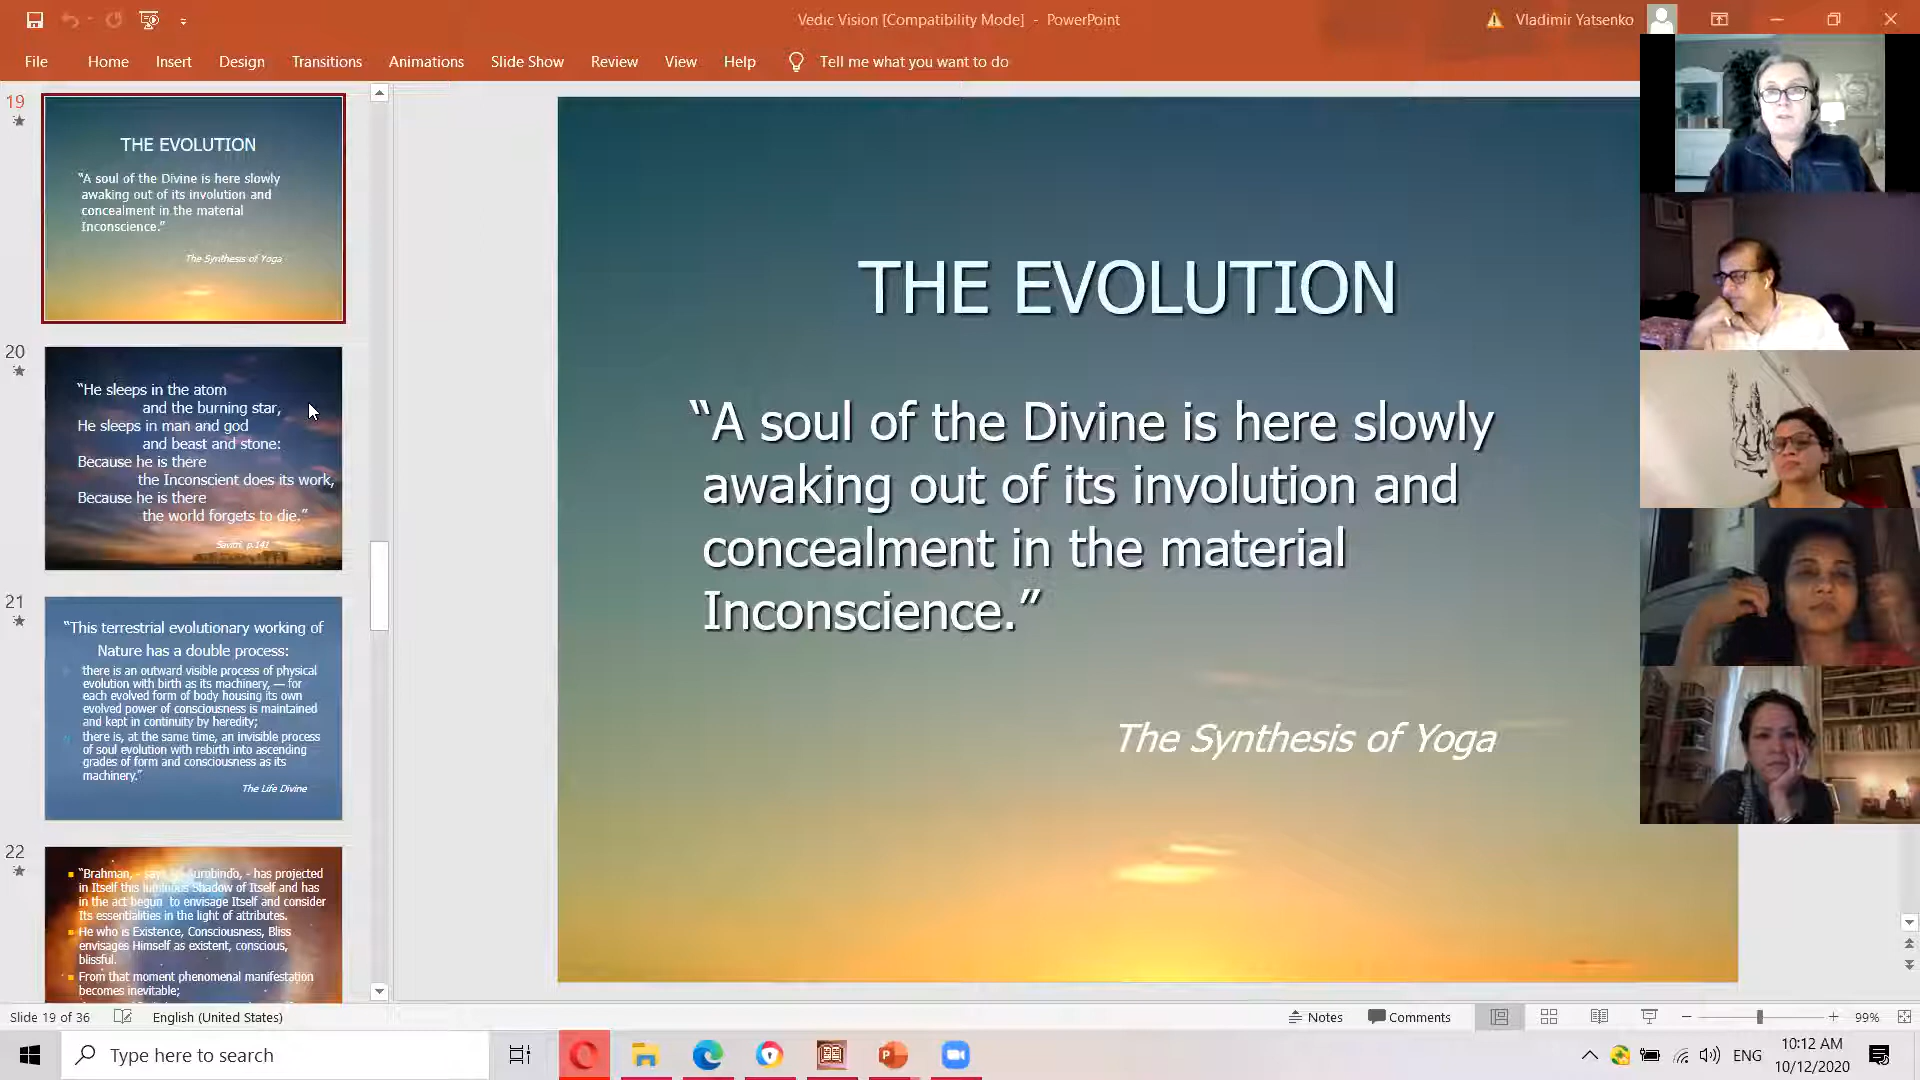 Vedic Vision [Compatibility Mode] - PowerPoint
Vladimir Yatsenko
File Home Insert Design Transitions Animations Slide Show Review View Help Tell me what you want to do
19
THE EVOLUTION
“A soul of the Divine is here slowly
awaking out of its involution and
concealment in the material
Inconscience.”
The Synthesis of Yoga
20
“He sleeps in the atom
and the burning star,
He sleeps in man and god
and beast and stone:
Because he is there
the Inconscient does its work,
Because he is there
the world forgets to die.”
Savitri, p.141
21
“This terrestrial evolutionary working of
Nature has a double process:
there is an outward visible process of physical
evolution with birth as its machinery, — for
each evolved form of body housing its own
evolved power of consciousness is maintained
and kept in continuity by heredity;
there is, at the same time, an invisible process
of soul evolution with rebirth into ascending
grades of form and consciousness as its
machinery.”
The Life Divine
22
“Brahman, - - has projected
in Itself this luminous Shadow of Itself and has
in the act begun to envisage Itself and consider
Its essentialities in the light of attributes.
He who is Existence, Consciousness, Bliss
envisages Himself as existent, conscious,
blissful.
From that moment phenomenal manifestation
becomes inevitable;
THE EVOLUTION
“A soul of the Divine is here slowly
awaking out of its involution and
concealment in the material
Inconscience.”
The Synthesis of Yoga
Slide 19 of 36 English (United States) Notes Comments 99%
Type here to search
ENG
10:12 AM
10/12/2020